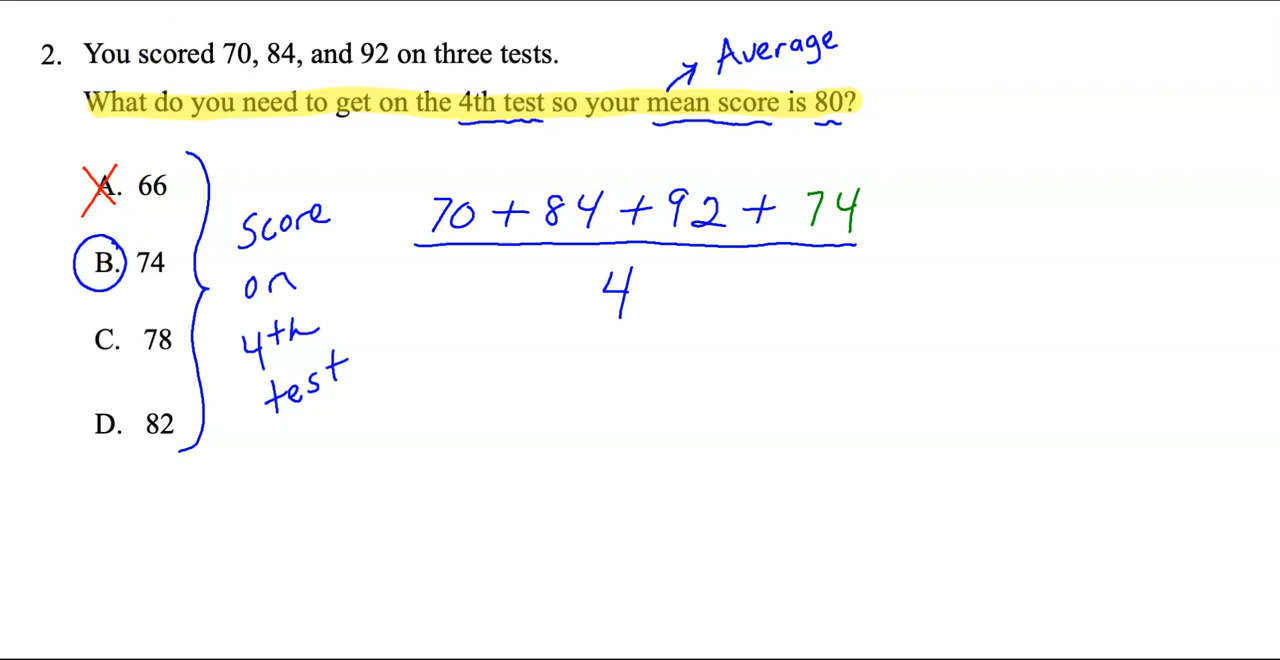 2. You scored 70, 84, and 92 on three tests.
Average
What do you need to get on the 4th test so your mean score is 80?
A. 66
B. 74
C. 78
D. 82
Score
on
4th
test
70 + 84 + 92 + 74
4